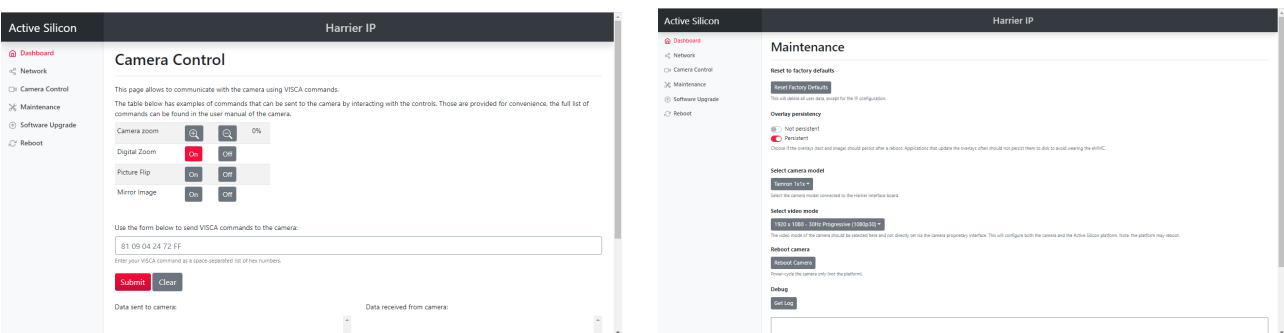 Active Silicon
Harrier IP
Dashboard
Network
Camera Control
Maintenance
Software Upgrade
Reboot
Camera Control
This page allows to communicate with the camera using VISCA commands.
The table below has examples of commands that can be sent to the camera by interacting with the controls. Those are provided for convenience, the full list of
commands can be found in the user manual of the camera.
Camera zoom 0%
Digital Zoom On Off
Picture Flip On Off
Mirror Image On Off
Use the form below to send VISCA commands to the camera:
81 09 04 24 72 FF
Enter your VISCA command as a space-separated list of hex numbers.
Submit Clear
Data sent to camera: Data received from camera:
Active Silicon
Harrier IP
Dashboard
Network
Camera Control
Maintenance
Software Upgrade
Reboot
Maintenance
Reset to factory defaults
Reset Factory Defaults
This will delete all user data, except for the IP configuration.
Overlay persistency
Not persistent
Persistent
Choose if the overlays (text and image) should persist after a reboot. Applications that update the overlays often should not persist them to disk to avoid wearing the eMMC.
Select camera model
Tamron 1x1x
Select the camera model connected to the Harrier interface board.
Select video mode
1920 x 1080 - 30Hz Progressive (1080p30)
The video mode of the camera should be selected here and not directly set via the camera proprietary interface. This will configure both the camera and the Active Silicon platform. Note: the platform may reboot.
Reboot camera
Reboot Camera
Power-cycle the camera only (not the platform).
Debug
Get Log